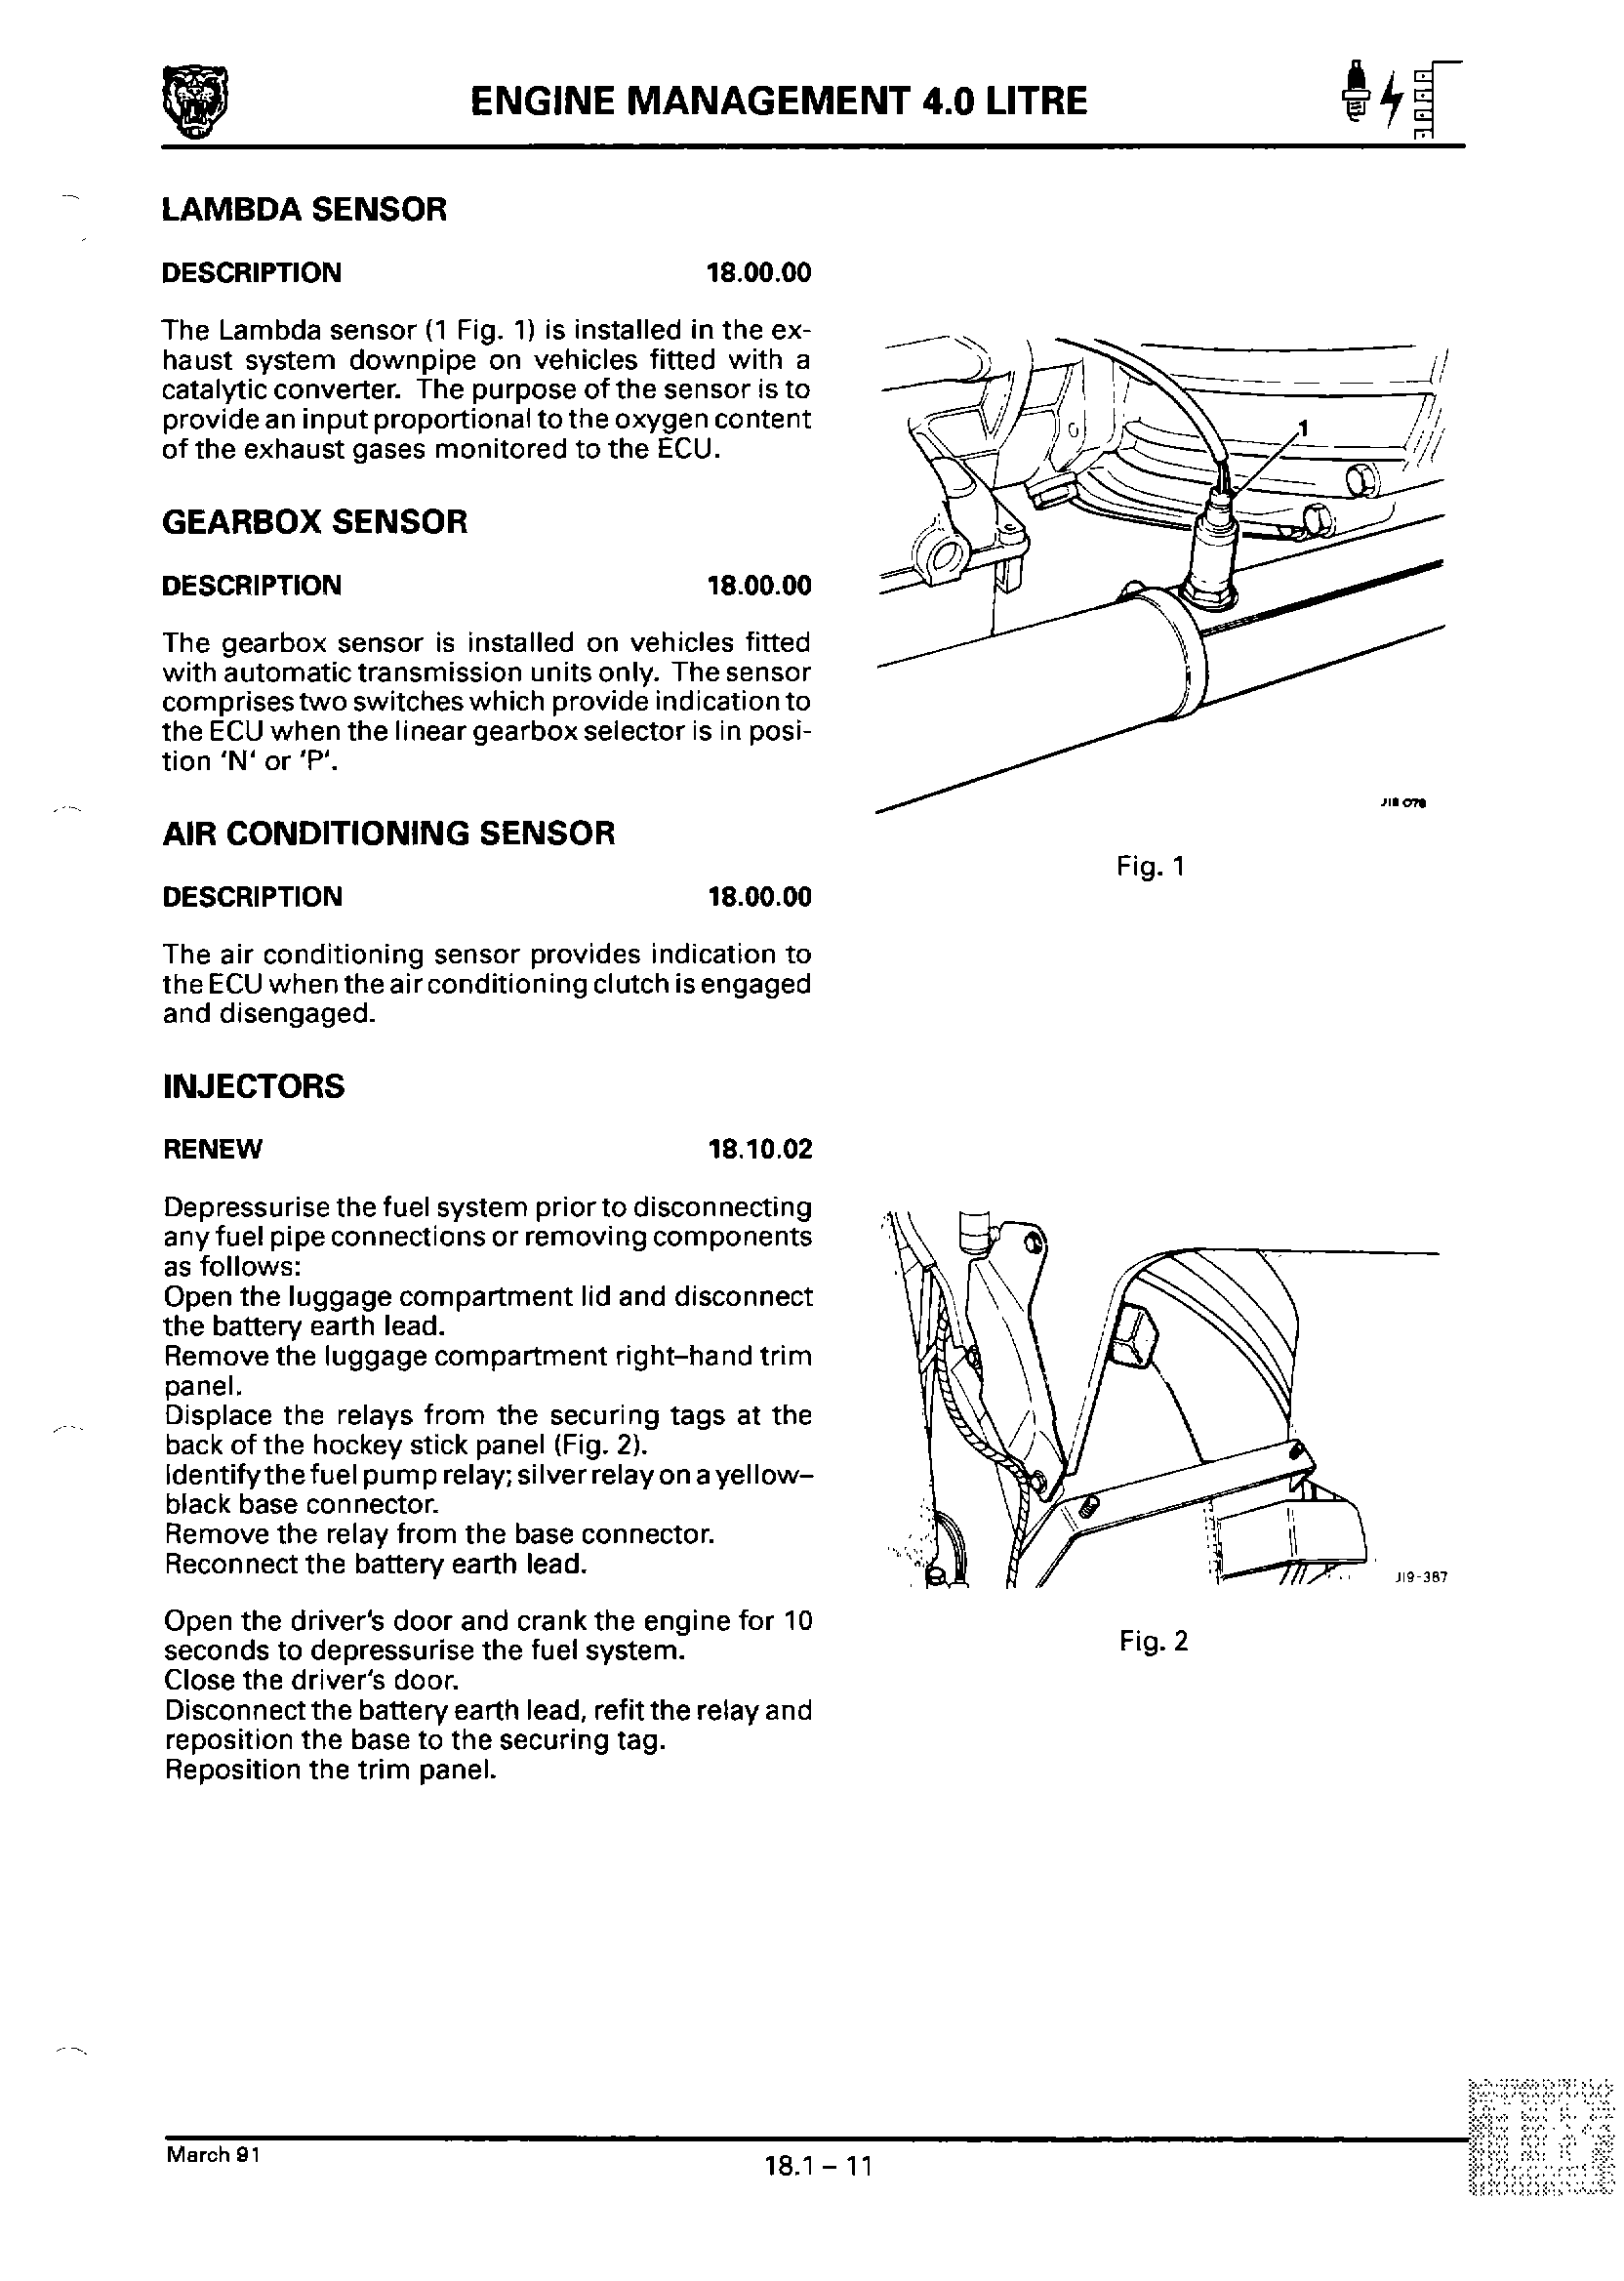 ENGINE MANAGEMENT 4.0 LITRE
LAMBDA SENSOR
DESCRIPTION 18.00.00
The Lambda sensor (1 Fig. 1) is installed in the ex-
haust system downpipe on vehicles fitted with a
catalytic converter. The purpose of the sensor is to
provide an input proportional to the oxygen content
of the exhaust gases monitored to the ECU.
GEARBOX SENSOR
DESCRIPTION 18.00.00
The gearbox sensor is installed on vehicles fitted
with automatic transmission units only. The sensor
comprises two switches which provide indication to
the ECU when the linear gearbox selector is in posi-
tion 'N' or 'P'.
AIR CONDITIONING SENSOR
DESCRIPTION 18.00.00
The air conditioning sensor provides indication to
the ECU when the air conditioning clutch is engaged
and disengaged.
INJECTORS
RENEW 18.10.02
Depressurise the fuel system prior to disconnecting
any fuel pipe connections or removing components
as follows:
Open the luggage compartment lid and disconnect
the battery earth lead.
Remove the luggage compartment right-hand trim
panel.
Displace the relays from the securing tags at the
back of the hockey stick panel (Fig. 2).
Identify the fuel pump relay; silver relay on a yellow-
black base connector.
Remove the relay from the base connector.
Reconnect the battery earth lead.
Open the driver's door and crank the engine for 10
seconds to depressurise the fuel system.
Close the driver's door.
Disconnect the battery earth lead, refit the relay and
reposition the base to the securing tag.
Reposition the trim panel.
1
J18 078
Fig. 1
J19-387
Fig. 2
March 91
18.1 – 11